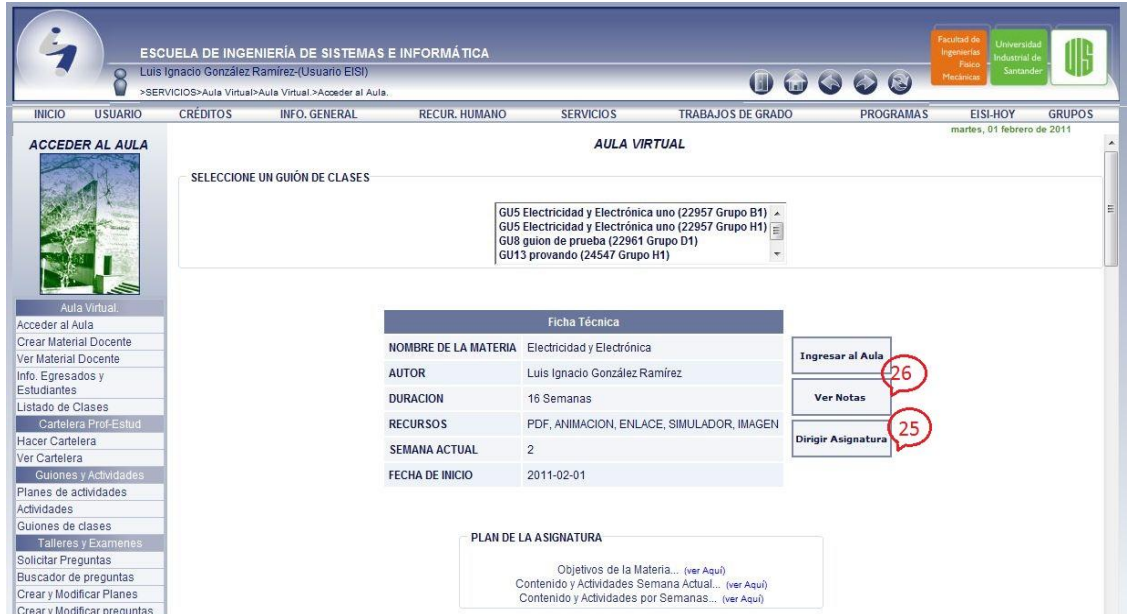 ESCUELA DE INGENIERÍA DE SISTEMAS E INFORMÁTICA
Luis Ignacio González Ramírez-(Usuario EISI)
>SERVICIOS>Aula Virtual>Aula Virtual.>Acceder al Aula.
Facultad de
Ingenierías
Físico
Mecánicas
Universidad
Industrial de
Santander
UIS
INICIO USUARIO CRÉDITOS INFO. GENERAL RECUR. HUMANO SERVICIOS TRABAJOS DE GRADO PROGRAMAS EISI-HOY GRUPOS
martes, 01 febrero de 2011
ACCEDER AL AULA
Aula Virtual.
Acceder al Aula
Crear Material Docente
Ver Material Docente
Info. Egresados y
Estudiantes
Listado de Clases
Cartelera Prof-Estud
Hacer Cartelera
Ver Cartelera
Guiones y Actividades
Planes de actividades
Actividades
Guiones de clases
Talleres y Examenes
Solicitar Preguntas
Buscador de preguntas
Crear y Modificar Planes
Crear y Modificar preguntas
AULA VIRTUAL
SELECCIONE UN GUIÓN DE CLASES
GU5 Electricidad y Electrónica uno (22957 Grupo B1)
GU5 Electricidad y Electrónica uno (22957 Grupo H1)
GU8 guion de prueba (22961 Grupo D1)
GU13 provando (24547 Grupo H1)
Ficha Técnica
NOMBRE DE LA MATERIA Electricidad y Electrónica
AUTOR Luis Ignacio González Ramírez
DURACION 16 Semanas
RECURSOS PDF, ANIMACION, ENLACE, SIMULADOR, IMAGEN
SEMANA ACTUAL 2
FECHA DE INICIO 2011-02-01
Ingresar al Aula
26
Ver Notas
25
Dirigir Asignatura
PLAN DE LA ASIGNATURA
Objetivos de la Materia... (ver Aquí)
Contenido y Actividades Semana Actual... (ver Aquí)
Contenido y Actividades por Semanas... (ver Aquí)